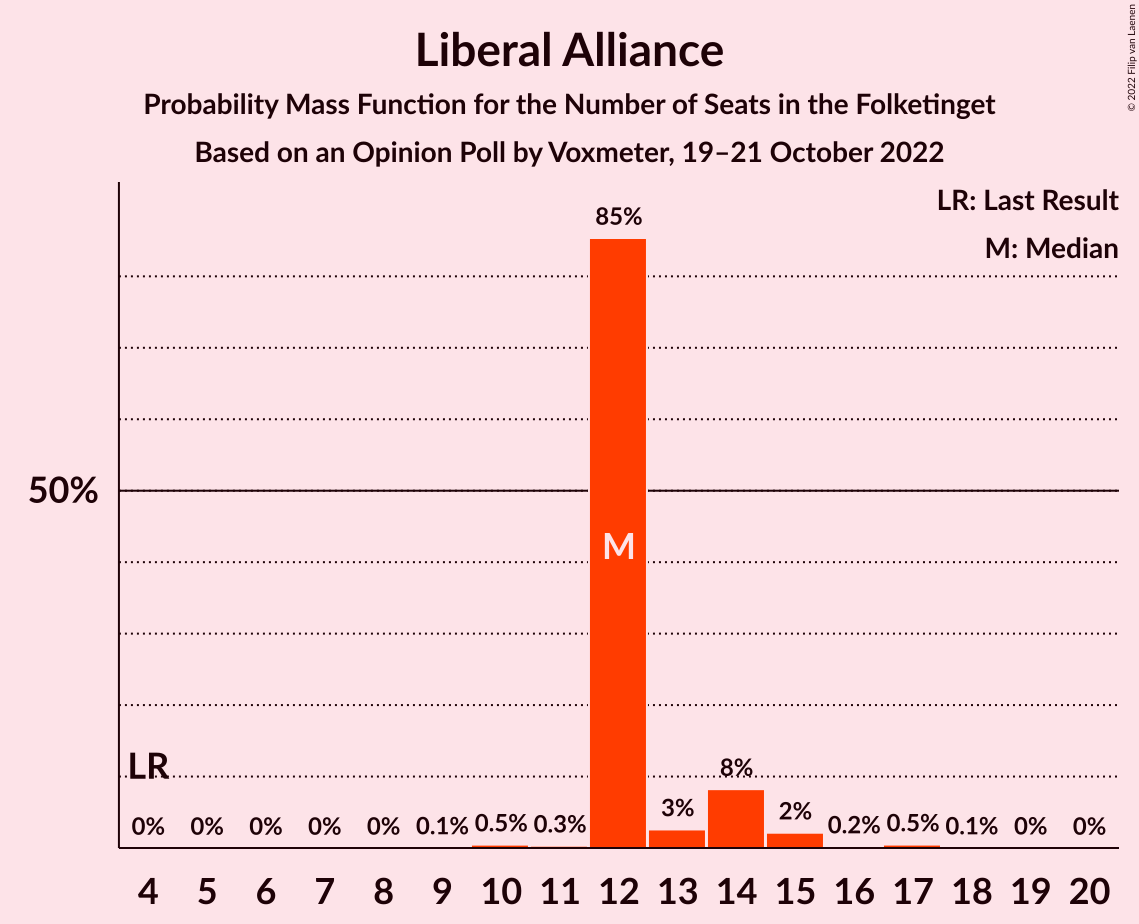 Liberal Alliance
Probability Mass Function for the Number of Seats in the Folketinget
Based on an Opinion Poll by Voxmeter, 19–21 October 2022
© 2022 Filip van Laenen
LR: Last Result
M: Median
50%
85%
M
LR
0% 0% 0% 0% 0% 0.1% 0.5% 0.3% 3% 8% 2% 0.2% 0.5% 0.1% 0% 0%
4 5 6 7 8 9 10 11 12 13 14 15 16 17 18 19 20